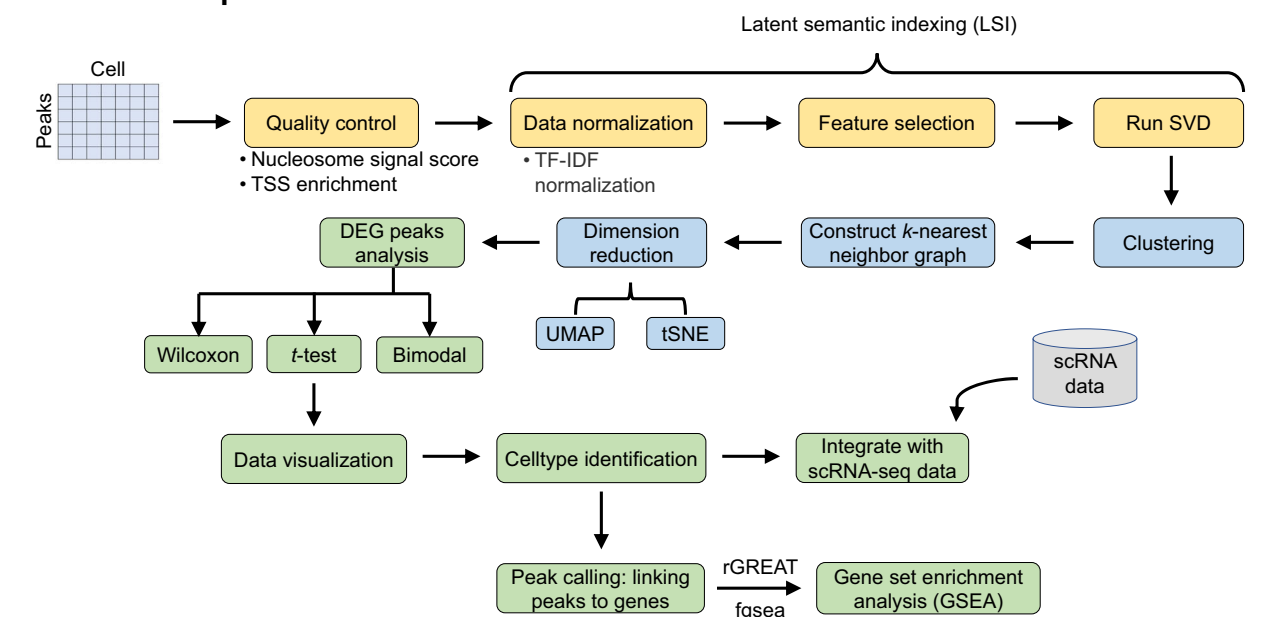 Latent semantic indexing (LSI)
Cell
Peaks
Quality control
Data normalization
Feature selection
Run SVD
• Nucleosome signal score
• TSS enrichment
• TF-IDF
normalization
DEG peaks
analysis
Dimension
reduction
Construct k-nearest
neighbor graph
Clustering
UMAP
tSNE
Wilcoxon
t-test
Bimodal
scRNA
data
Data visualization
Celltype identification
Integrate with
scRNA-seq data
Peak calling: linking
peaks to genes
rGREAT
fgsea
Gene set enrichment
analysis (GSEA)